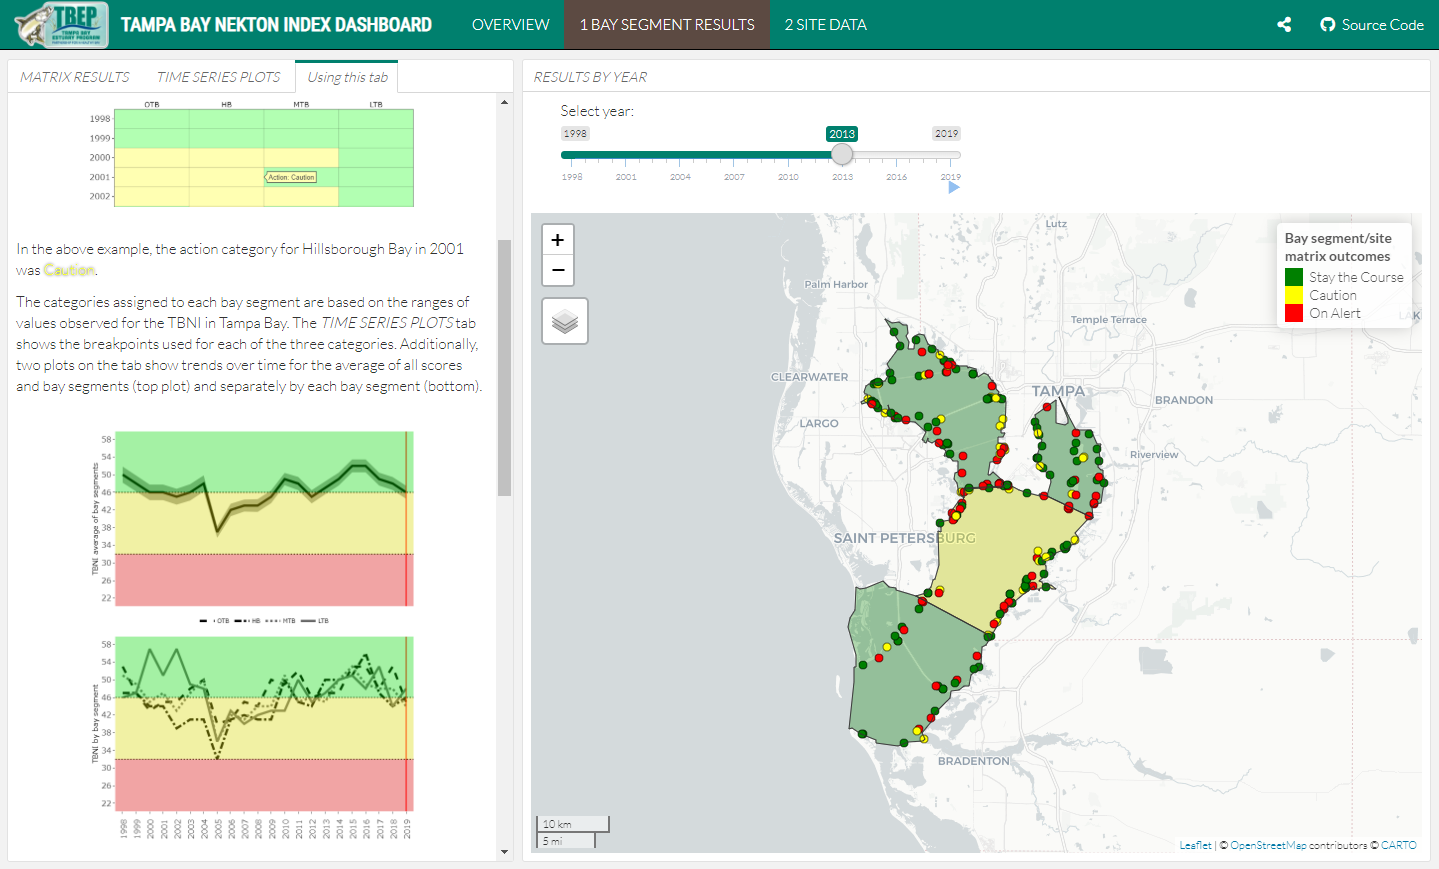 TBEP
TAMPA BAY
ESTUARY PROGRAM
TAMPA BAY NEKTON INDEX DASHBOARD
OVERVIEW
1 BAY SEGMENT RESULTS
2 SITE DATA
Source Code
MATRIX RESULTS
TIME SERIES PLOTS
Using this tab
OTB HB MTB LTB
1998
1999
2000
2001
2002
Action: Caution
In the above example, the action category for Hillsborough Bay in 2001
was Caution.
The categories assigned to each bay segment are based on the ranges of
values observed for the TBNI in Tampa Bay. The TIME SERIES PLOTS tab
shows the breakpoints used for each of the three categories. Additionally,
two plots on the tab show trends over time for the average of all scores
and bay segments (top plot) and separately by each bay segment (bottom).
TBNI average of bay segments
58
54
50
46
42
38
34
30
26
22
OTB HB MTB LTB
TBNI by bay segment
58
54
50
46
42
38
34
30
26
22
1998 1999 2000 2001 2002 2003 2004 2005 2006 2007 2008 2009 2010 2011 2012 2013 2014 2015 2016 2017 2018 2019
RESULTS BY YEAR
Select year:
1998 2013 2019
1998 2001 2004 2007 2010 2013 2016 2019
+
−
Bay segment/site
matrix outcomes
Stay the Course
Caution
On Alert
Lutz
Palm Harbor
Temple Terrace
LAK
CLEARWATER
TAMPA
BRANDON
LARGO
Riverview
SAINT PETERSBURG
BRADENTON
10 km
5 mi
Leaflet | © OpenStreetMap contributors © CARTO